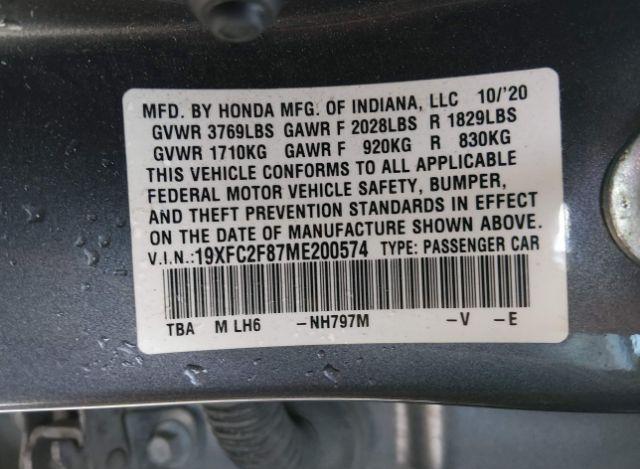 MFD. BY HONDA MFG. OF INDIANA, LLC 10/'20
GVWR 3769LBS GAWR F 2028LBS R 1829LBS
GVWR 1710KG GAWR F 920KG R 830KG
THIS VEHICLE CONFORMS TO ALL APPLICABLE
FEDERAL MOTOR VEHICLE SAFETY, BUMPER,
AND THEFT PREVENTION STANDARDS IN EFFECT
ON THE DATE OF MANUFACTURE SHOWN ABOVE.
V.I.N.:19XFC2F87ME200574 TYPE: PASSENGER CAR
TBA M LH6 -NH797M -V -E